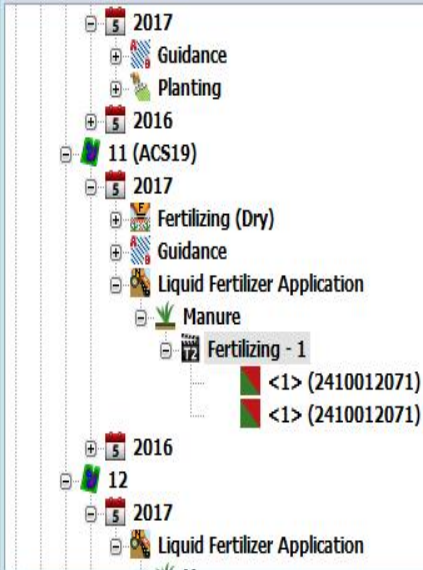 2017
Guidance
Planting
2016
11 (ACS19)
2017
Fertilizing (Dry)
Guidance
Liquid Fertilizer Application
Manure
Fertilizing - 1
<1> (2410012071)
<1> (2410012071)
2016
12
2017
Liquid Fertilizer Application